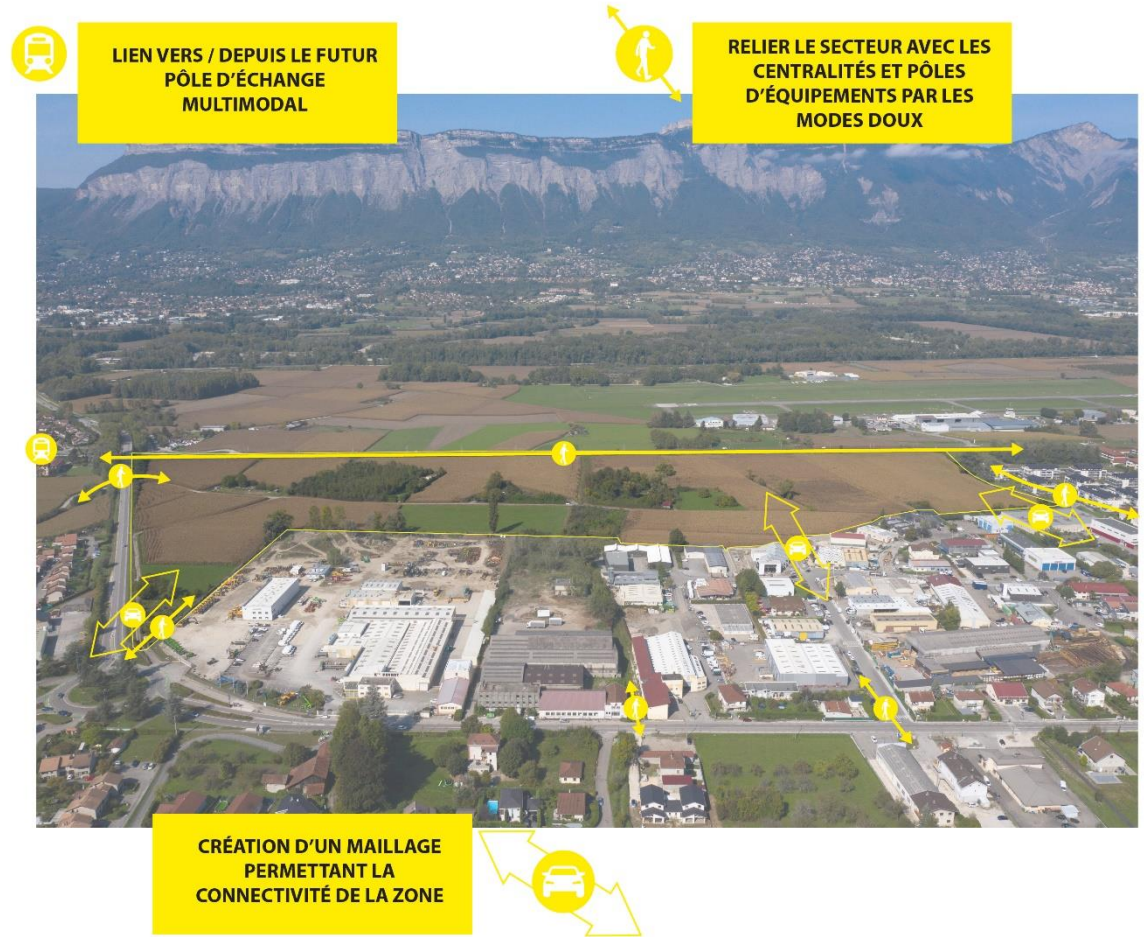 LIEN VERS / DEPUIS LE FUTUR
PÔLE D'ÉCHANGE
MULTIMODAL
RELIER LE SECTEUR AVEC LES
CENTRALITÉS ET PÔLES
D'ÉQUIPEMENTS PAR LES
MODES DOUX
CRÉATION D'UN MAILLAGE
PERMETTANT LA
CONNECTIVITÉ DE LA ZONE